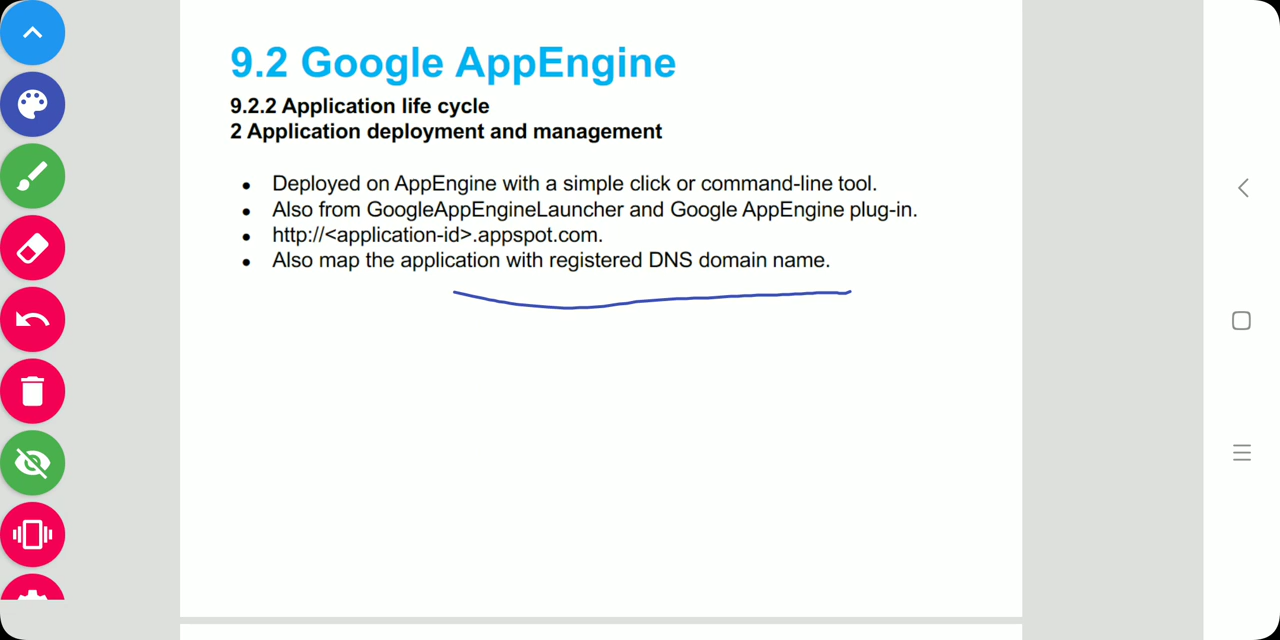 9.2 Google AppEngine
9.2.2 Application life cycle
2 Application deployment and management
• Deployed on AppEngine with a simple click or command-line tool.
• Also from GoogleAppEngineLauncher and Google AppEngine plug-in.
• http://<application-id>.appspot.com.
• Also map the application with registered DNS domain name.